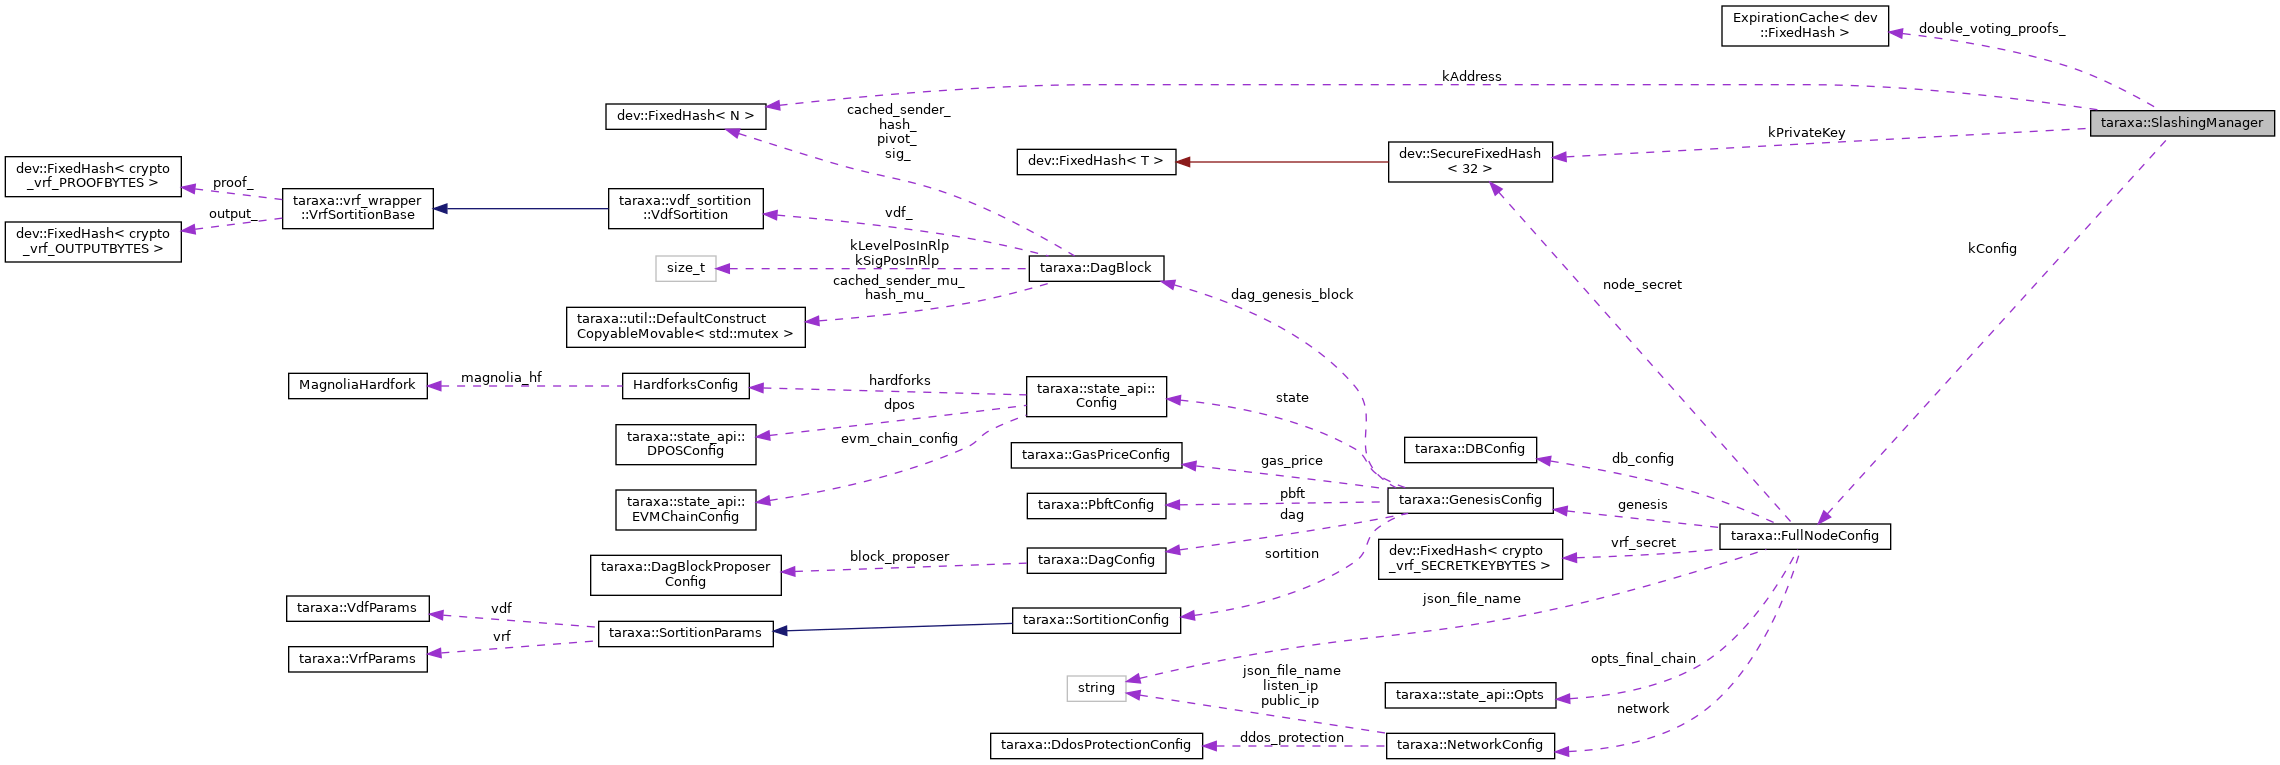 ExpirationCache< dev
::FixedHash >
double_voting_proofs_
kAddress
taraxa::SlashingManager
dev::FixedHash< N >
cached_sender_
hash_
pivot_
sig_
kPrivateKey
dev::FixedHash< T >
dev::SecureFixedHash
< 32 >
dev::FixedHash< crypto
_vrf_PROOFBYTES >
proof_
output_
dev::FixedHash< crypto
_vrf_OUTPUTBYTES >
taraxa::vrf_wrapper
::VrfSortitionBase
taraxa::vdf_sortition
::VdfSortition
vdf_
kLevelPosInRlp
kSigPosInRlp
size_t
taraxa::DagBlock
cached_sender_mu_
hash_mu_
taraxa::util::DefaultConstruct
CopyableMovable< std::mutex >
kConfig
node_secret
dag_genesis_block
MagnoliaHardfork
magnolia_hf
HardforksConfig
hardforks
dpos
evm_chain_config
taraxa::state_api::
Config
state
taraxa::state_api::
DPOSConfig
taraxa::state_api::
EVMChainConfig
taraxa::GasPriceConfig
gas_price
taraxa::DBConfig
db_config
taraxa::PbftConfig
pbft
taraxa::GenesisConfig
genesis
dag
sortition
taraxa::FullNodeConfig
taraxa::DagBlockProposer
Config
block_proposer
taraxa::DagConfig
dev::FixedHash< crypto
_vrf_SECRETKEYBYTES >
vrf_secret
json_file_name
taraxa::VdfParams
vdf
taraxa::VrfParams
vrf
taraxa::SortitionParams
taraxa::SortitionConfig
string
json_file_name
listen_ip
public_ip
opts_final_chain
taraxa::state_api::Opts
network
taraxa::DdosProtectionConfig
ddos_protection
taraxa::NetworkConfig